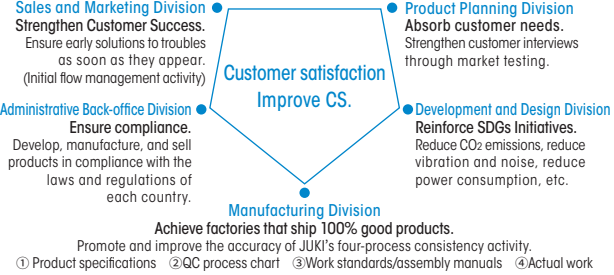 Sales and Marketing Division
Strengthen Customer Success.
Ensure early solutions to troubles
as soon as they appear.
(Initial flow management activity)
Product Planning Division
Absorb customer needs.
Strengthen customer interviews
through market testing.
Customer satisfaction
Improve CS.
Administrative Back-office Division
Ensure compliance.
Develop, manufacture, and sell
products in compliance with the
laws and regulations of
each country.
Development and Design Division
Reinforce SDGs Initiatives.
Reduce CO2 emissions, reduce
vibration and noise, reduce
power consumption, etc.
Manufacturing Division
Achieve factories that ship 100% good products.
Promote and improve the accuracy of JUKI's four-process consistency activity.
① Product specifications ②QC process chart ③Work standards/assembly manuals ④Actual work